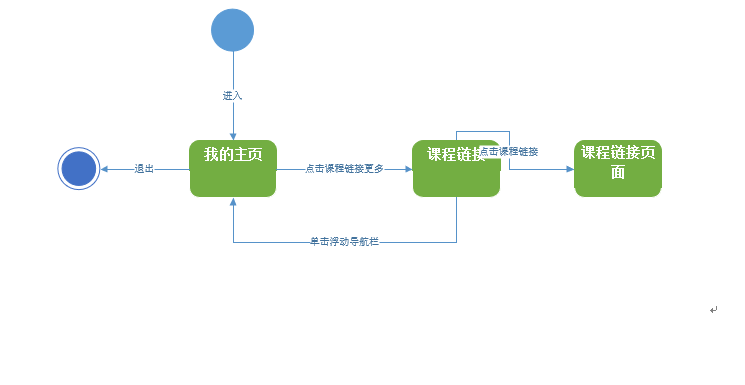 进入
我的主页
退出
点击课程链接更多
课程链接
点击课程链接
课程链接页
面
单击浮动导航栏